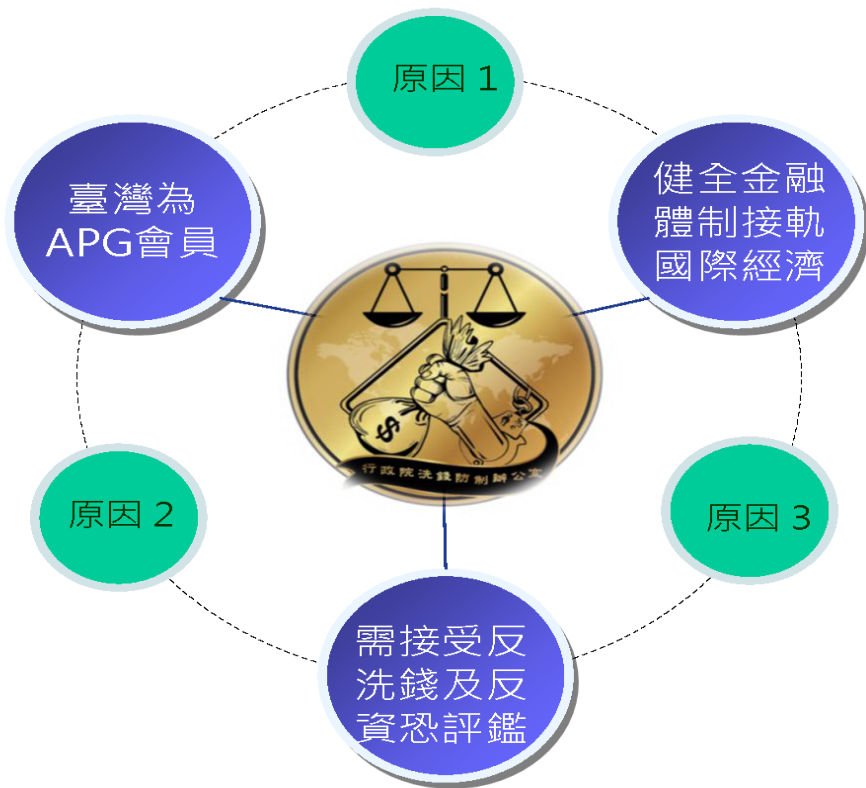 原因 1
臺灣為
APG會員
健全金融
體制接軌
國際經濟
$
行政院洗錢防制辦公室
原因 2
原因 3
需接受反
洗錢及反
資恐評鑑